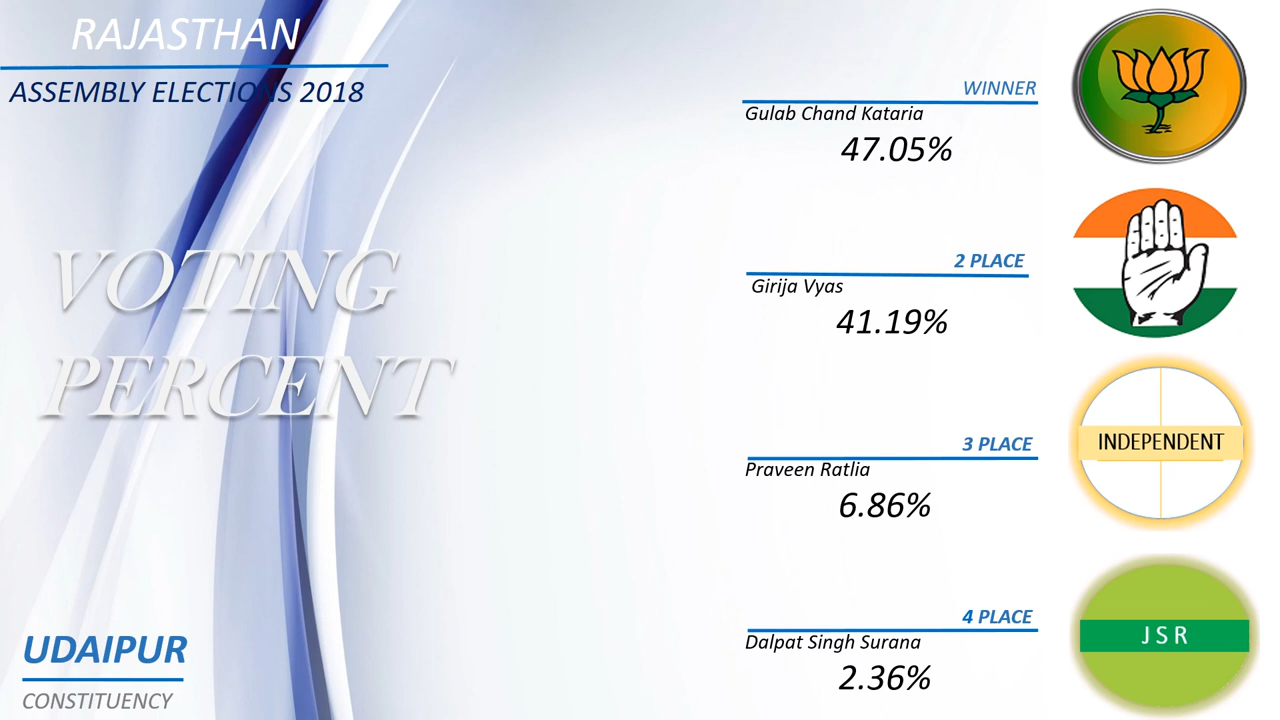 RAJASTHAN
ASSEMBLY ELECTIONS 2018
VOTING
PERCENT
UDAIPUR
CONSTITUENCY
WINNER
Gulab Chand Kataria
47.05%
2 PLACE
Girija Vyas
41.19%
3 PLACE
Praveen Ratlia
6.86%
INDEPENDENT
4 PLACE
Dalpat Singh Surana
2.36%
J S R